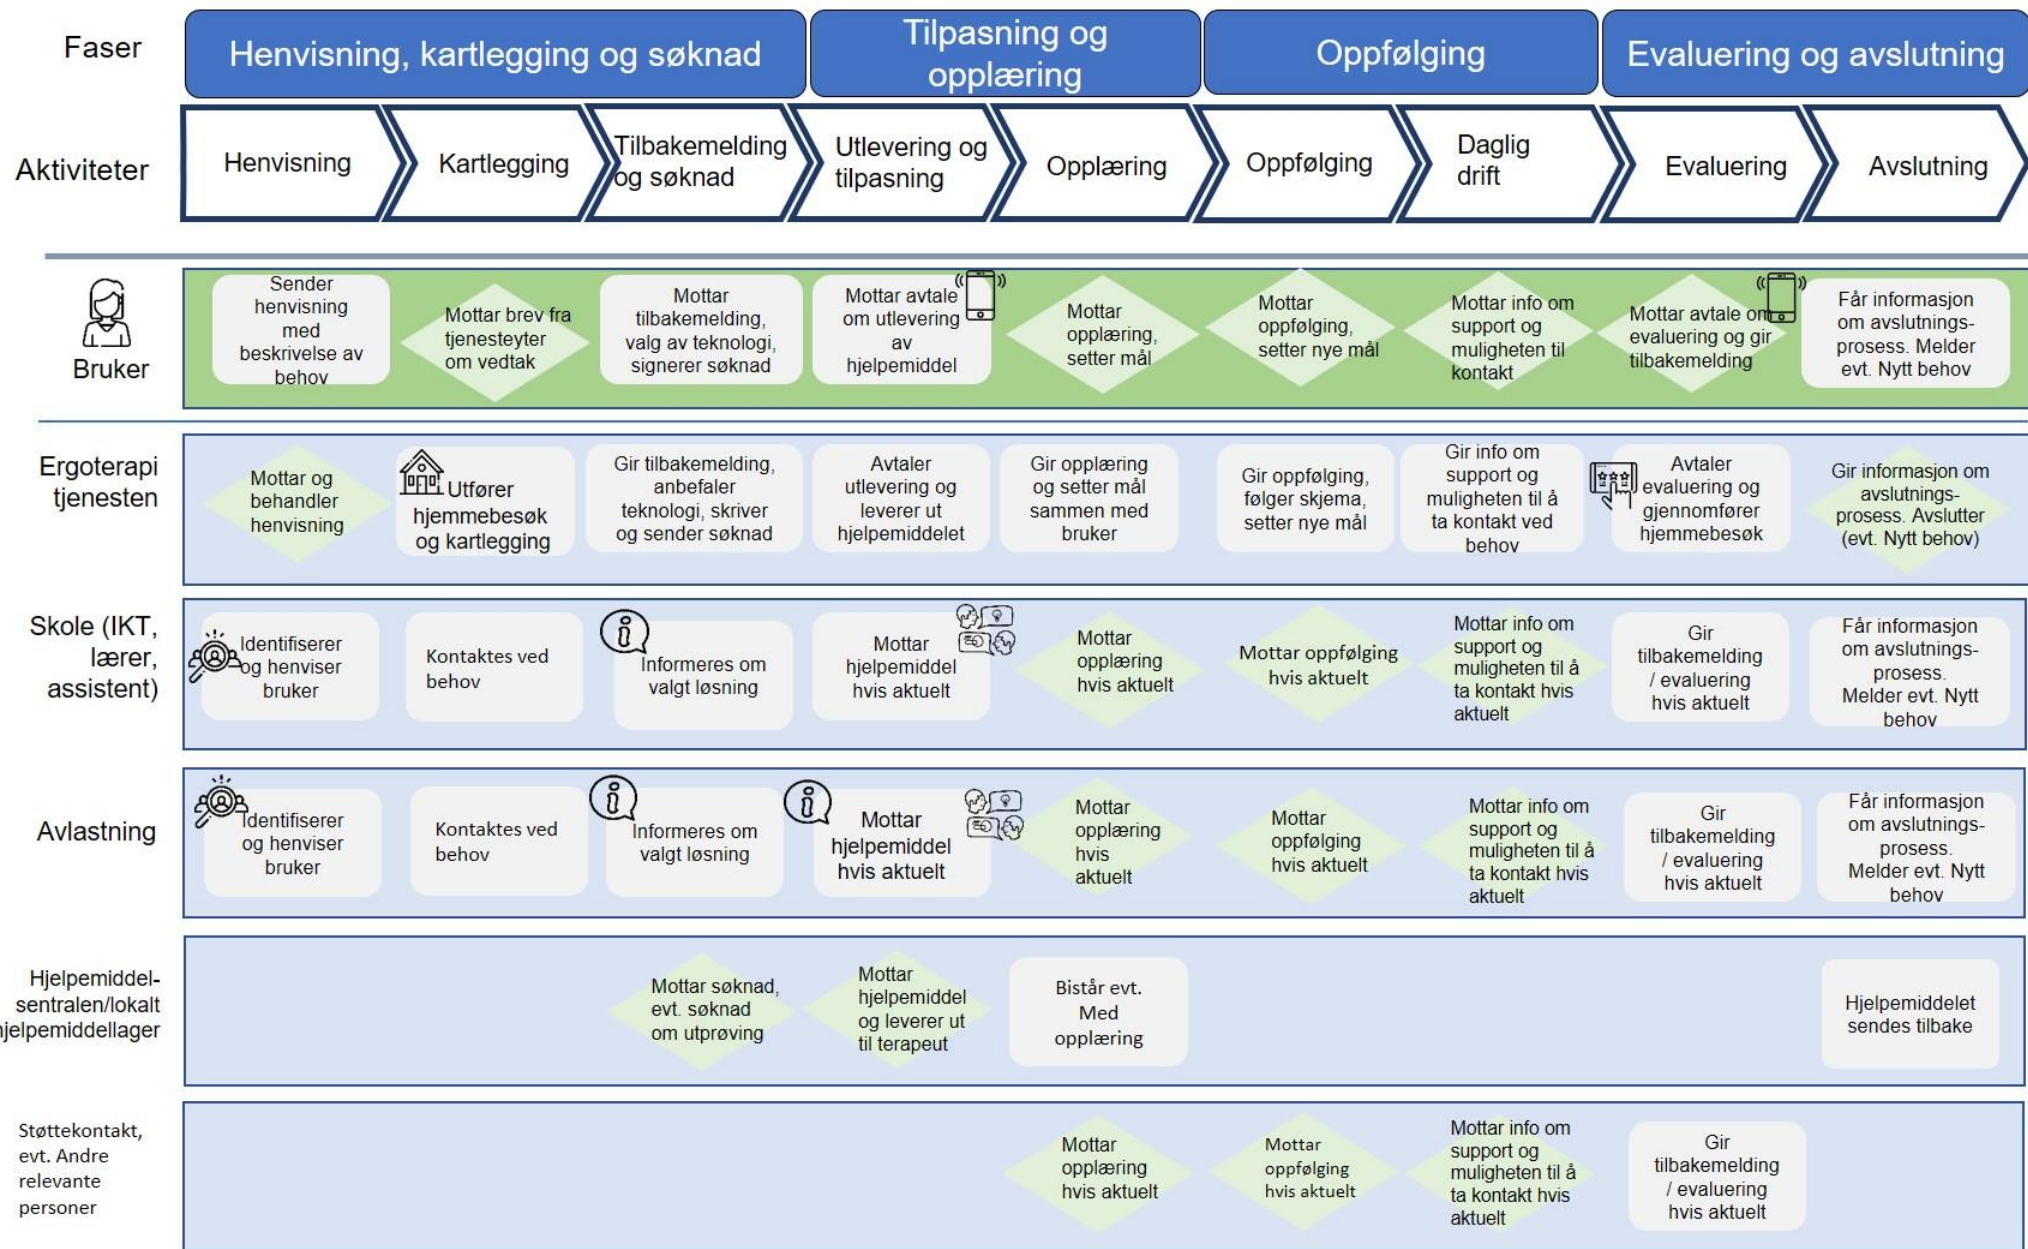 Faser
Henvisning, kartlegging og søknad
Tilpasning og
opplæring
Oppfølging
Evaluering og avslutning
Aktiviteter
Henvisning
Kartlegging
Tilbakemelding
og søknad
Utlevering og
tilpasning
Opplæring
Oppfølging
Daglig
drift
Evaluering
Avslutning
Bruker
Sender
henvisning
med
beskrivelse av
behov
Mottar brev fra
tjenesteyter
om vedtak
Mottar
tilbakemelding,
valg av teknologi,
signerer søknad
Mottar avtale
om utlevering
av
hjelpemiddel
Mottar
opplæring,
setter mål
Mottar
oppfølging,
setter nye mål
Mottar info om
support og
muligheten til
kontakt
Mottar avtale om
evaluering og gir
tilbakemelding
Får informasjon
om avslutnings-
prosess. Melder
evt. Nytt behov
Ergoterapi
tjenesten
Mottar og
behandler
henvisning
Utfører
hjemmebesøk
og kartlegging
Gir tilbakemelding,
anbefaler
teknologi, skriver
og sender søknad
Avtaler
utlevering og
leverer ut
hjelpemiddelet
Gir opplæring
og setter mål
sammen med
bruker
Gir oppfølging,
følger skjema,
setter nye mål
Gir info om
support og
muligheten til å
ta kontakt ved
behov
Avtaler
evaluering og
gjennomfører
hjemmebesøk
Gir informasjon om
avslutnings-
prosess. Avslutter
(evt. Nytt behov)
Skole (IKT,
lærer,
assistent)
Identifiserer
og henviser
bruker
Kontaktes ved
behov
Informeres om
valgt løsning
Mottar
hjelpemiddel
hvis aktuelt
Mottar
opplæring
hvis aktuelt
Mottar oppfølging
hvis aktuelt
Mottar info om
support og
muligheten til å
ta kontakt hvis
aktuelt
Gir
tilbakemelding
/ evaluering
hvis aktuelt
Får informasjon
om avslutnings-
prosess.
Melder evt. Nytt
behov
Avlastning
Identifiserer
og henviser
bruker
Kontaktes ved
behov
Informeres om
valgt løsning
Mottar
hjelpemiddel
hvis aktuelt
Mottar
opplæring
hvis
aktuelt
Mottar
oppfølging
hvis aktuelt
Mottar info om
support og
muligheten til å
ta kontakt hvis
aktuelt
Gir
tilbakemelding
/ evaluering
hvis aktuelt
Får informasjon
om avslutnings-
prosess.
Melder evt. Nytt
behov
Hjelpemiddel-
sentralen/lokalt
hjelpemiddellager
Mottar søknad,
evt. søknad
om utprøving
Mottar
hjelpemiddel
og leverer ut
til terapeut
Bistår evt.
Med
opplæring
Hjelpemiddelet
sendes tilbake
Støttekontakt,
evt. Andre
relevante
personer
Mottar
opplæring
hvis aktuelt
Mottar
oppfølging
hvis aktuelt
Mottar info om
support og
muligheten til å
ta kontakt hvis
aktuelt
Gir
tilbakemelding
/ evaluering
hvis aktuelt